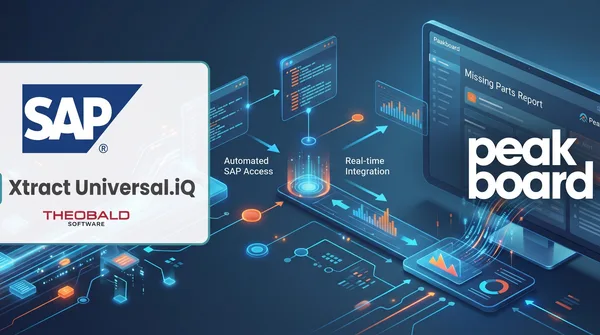 SAP
®
Xtract Universal.iQ
THEOBALD
SOFTWARE
Automated
SAP Access
Real-time
Integration
Peakboard
Missing Parts Report
peak
board